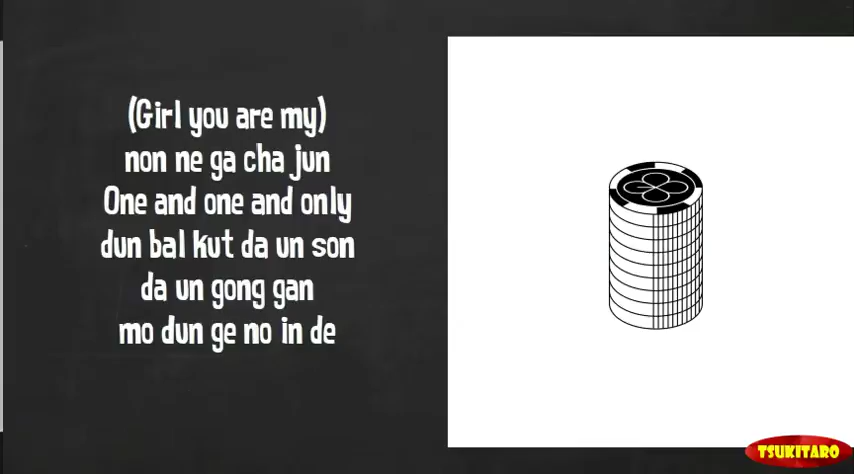 (Girl you are my)
non ne ga cha jun
One and one and only
dun bal kut da un son
da un gong gan
mo dun ge no in de
TSUKITARO